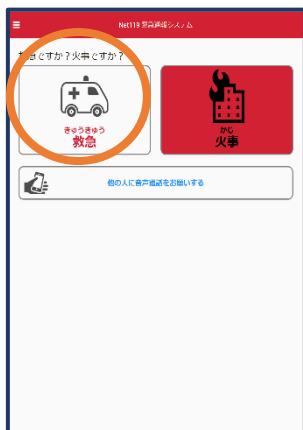 Net119 緊急通報システム
救急ですか？火事ですか？
きゅうきゅう
救急
かじ
火事
他の人に音声通話をお願いする